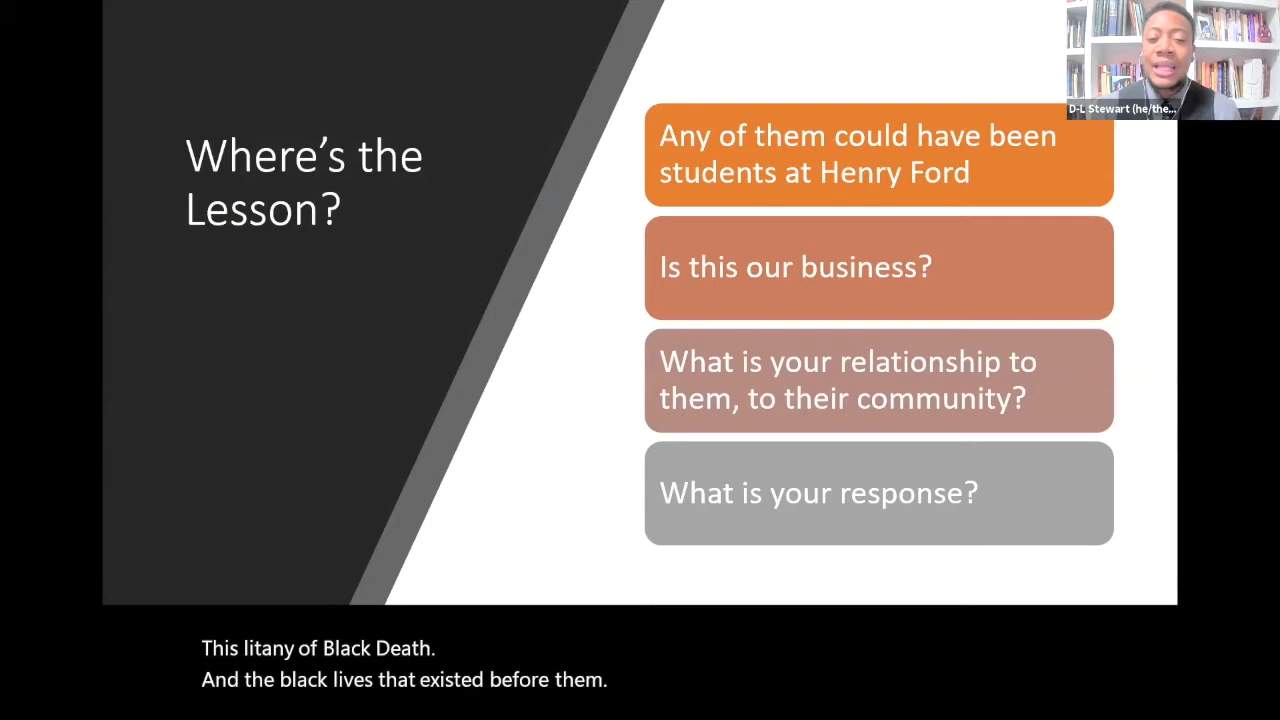 Where’s the
Lesson?
Any of them could have been
students at Henry Ford
Is this our business?
What is your relationship to
them, to their community?
What is your response?
D-L Stewart (he/the...
This litany of Black Death.
And the black lives that existed before them.